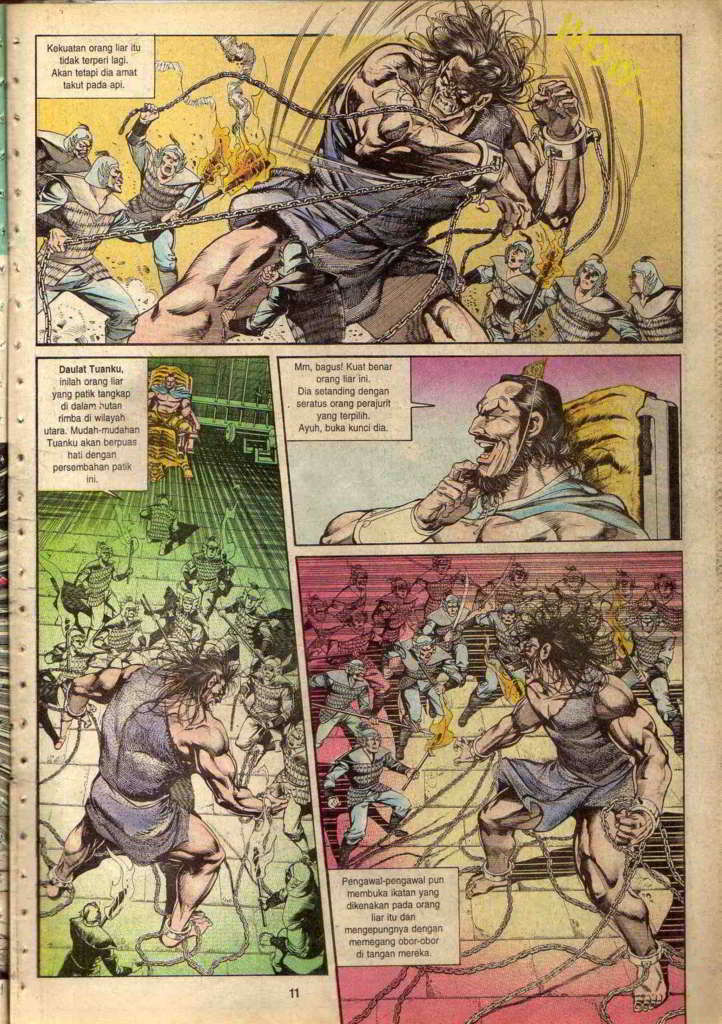 Kekuatan orang liar itu
tidak terperi lagi.
Akan tetapi dia amat
takut pada api.
Daulat Tuanku,
inilah orang liar
yang patik tangkap
di dalam hutan
rimba di wilayah
utara. Mudah-mudahan
Tuanku akan berpuas
hati dengan
persembahan patik
ini.
Mm, bagus! Kuat benar
orang liar ini.
Dia setanding dengan
seratus orang perajurit
yang terpilih.
Ayuh, buka kunci dia.
Pengawal-pengawal pun
membuka ikatan yang
dikenakan pada orang
liar itu dan
mengepungnya dengan
memegang obor-obor
di tangan mereka.
11